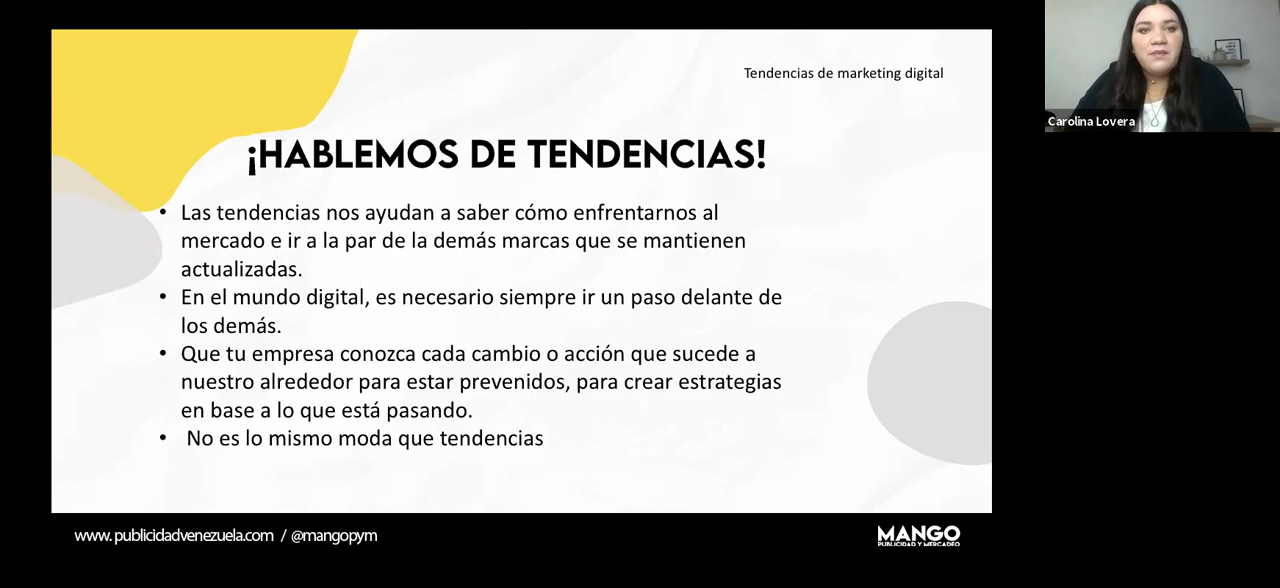 Tendencias de marketing digital
¡HABLEMOS DE TENDENCIAS!
• Las tendencias nos ayudan a saber cómo enfrentarnos al
mercado e ir a la par de la demás marcas que se mantienen
actualizadas.
• En el mundo digital, es necesario siempre ir un paso delante de
los demás.
• Que tu empresa conozca cada cambio o acción que sucede a
nuestro alrededor para estar prevenidos, para crear estrategias
en base a lo que está pasando.
• No es lo mismo moda que tendencias
www.publicidadvenezuela.com / @mangopym
MANGO
PUBLICIDAD Y MERCADEO
Carolina Lovera